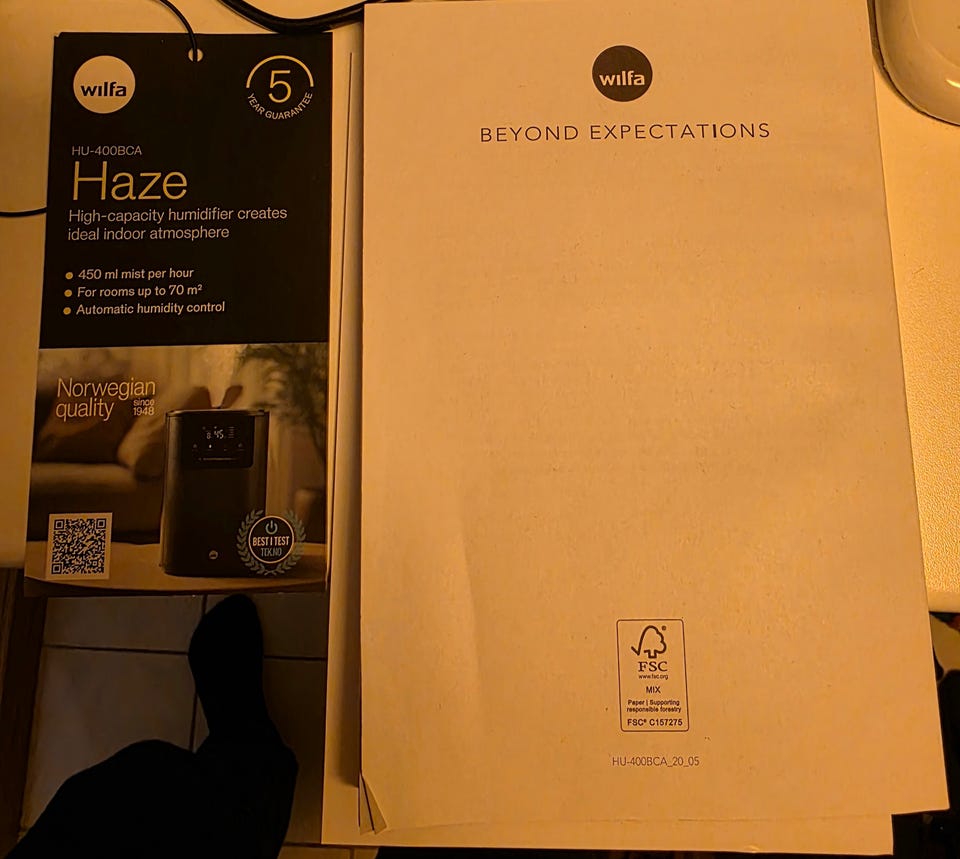 wilfa
5
YEAR GUARANTEE
HU-400BCA
Haze
High-capacity humidifier creates
ideal indoor atmosphere
450 ml mist per hour
For rooms up to 70 m²
Automatic humidity control
Norwegian
quality since
1948
8 45
BEST I TEST
TEK.NO
wilfa
BEYOND EXPECTATIONS
FSC®
www.fsc.org
MIX
Paper | Supporting
responsible forestry
FSC® C157275
HU-400BCA_20_05